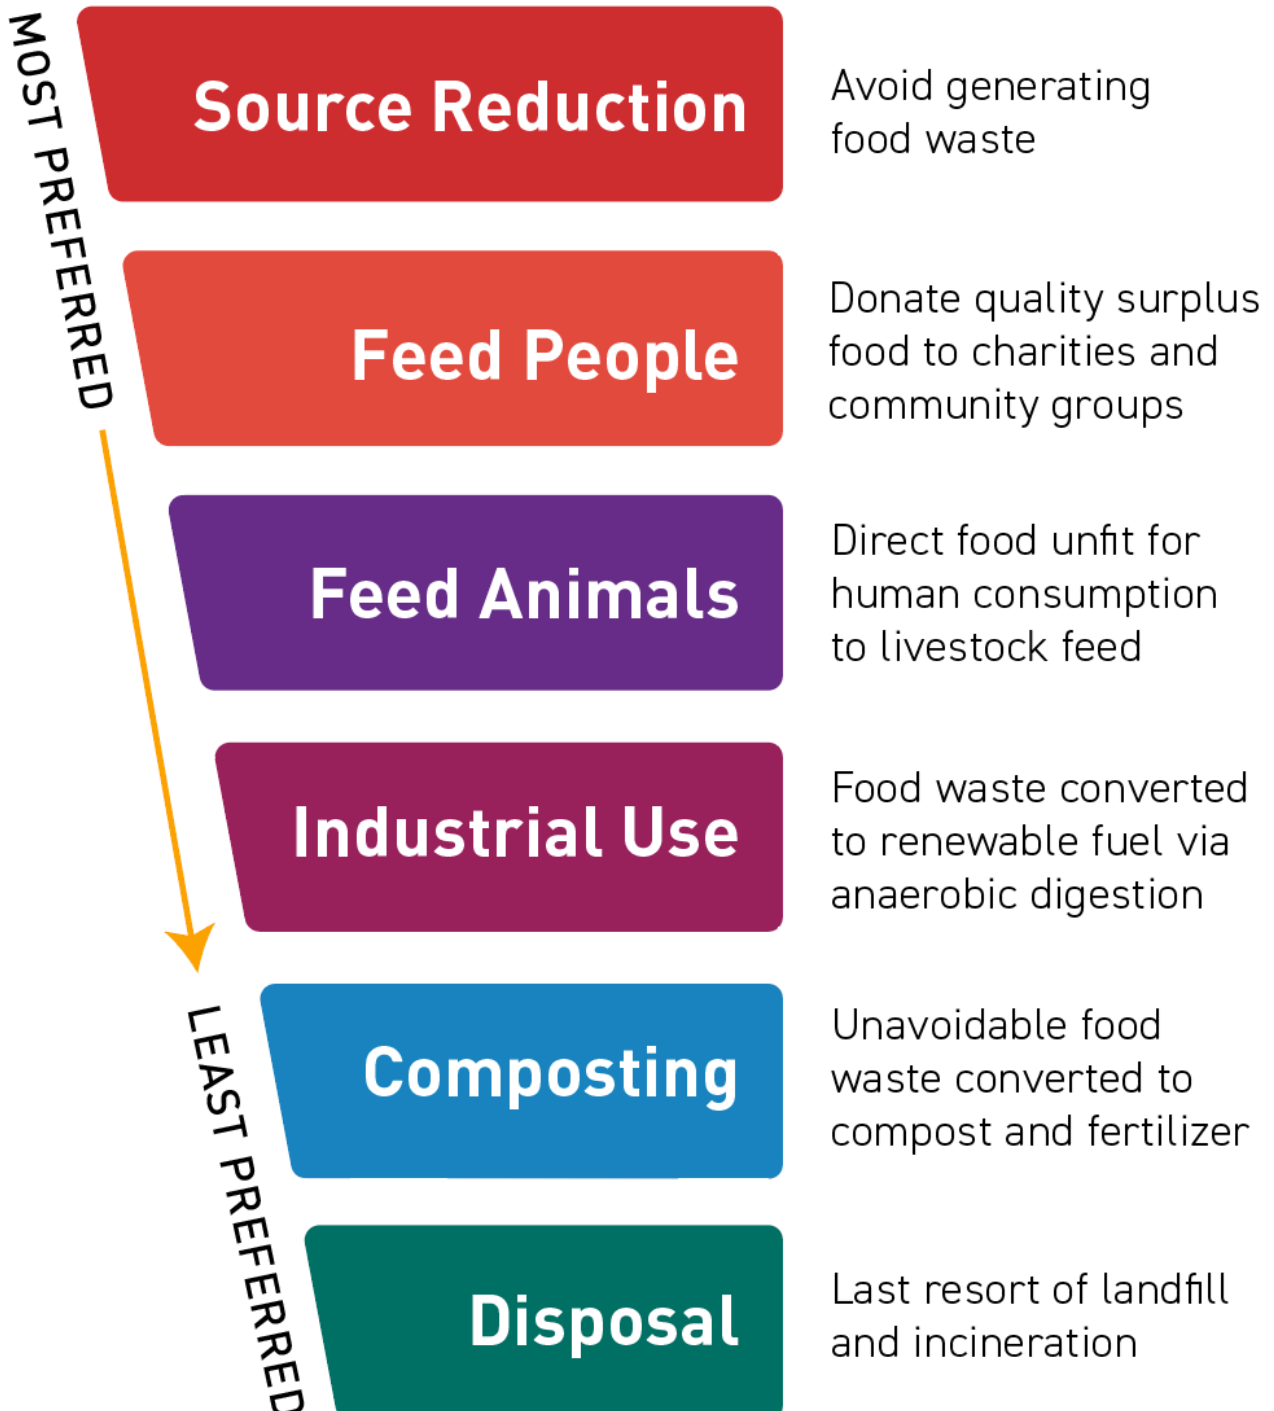 MOST PREFERRED
Source Reduction
Avoid generating
food waste
Feed People
Donate quality surplus
food to charities and
community groups
Feed Animals
Direct food unfit for
human consumption
to livestock feed
Industrial Use
Food waste converted
to renewable fuel via
anaerobic digestion
LEAST PREFERRED
Composting
Unavoidable food
waste converted to
compost and fertilizer
Disposal
Last resort of landfill
and incineration